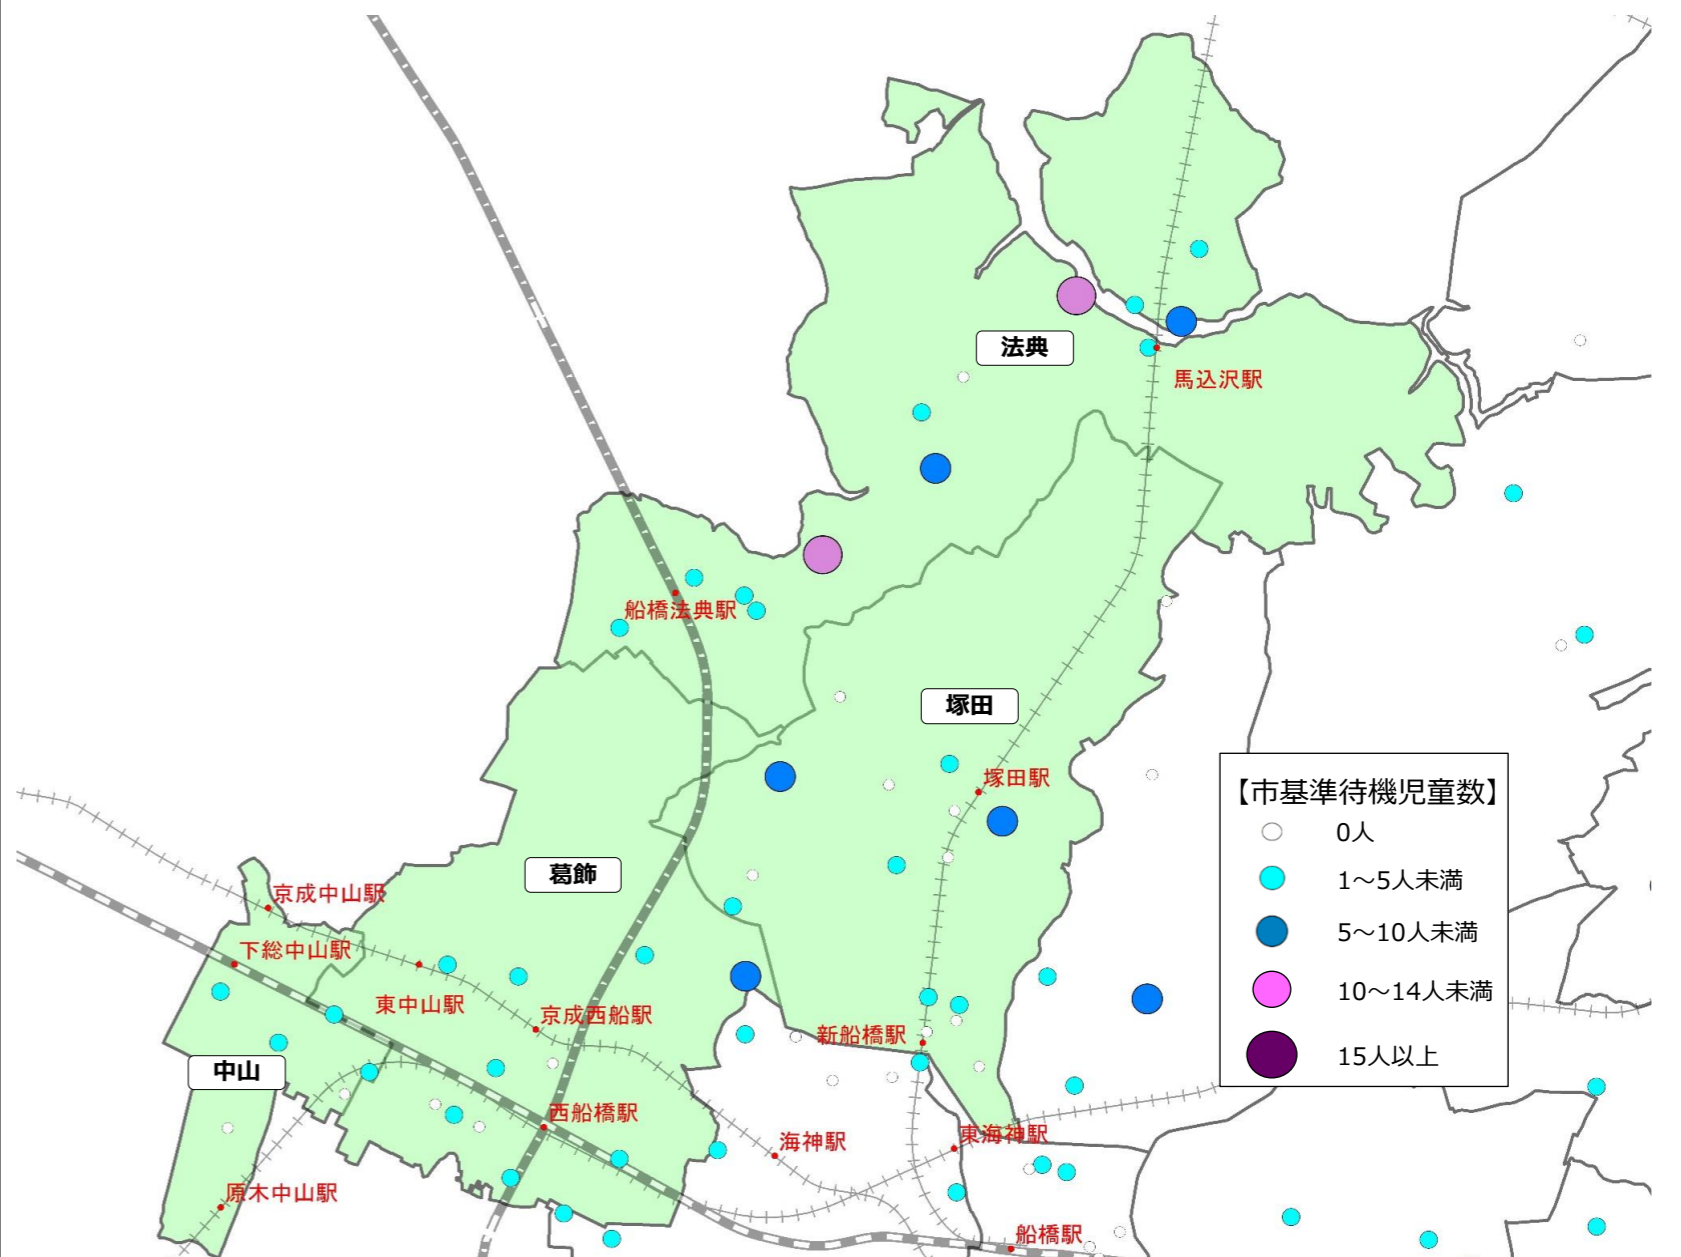 法典
馬込沢駅
船橋法典駅
塚田
塚田駅
【市基準待機児童数】
0人
1～5人未満
5～10人未満
10～14人未満
15人以上
葛飾
京成中山駅
下総中山駅
東中山駅
京成西船駅
新船橋駅
中山
西船橋駅
海神駅
東海神駅
原木中山駅
船橋駅